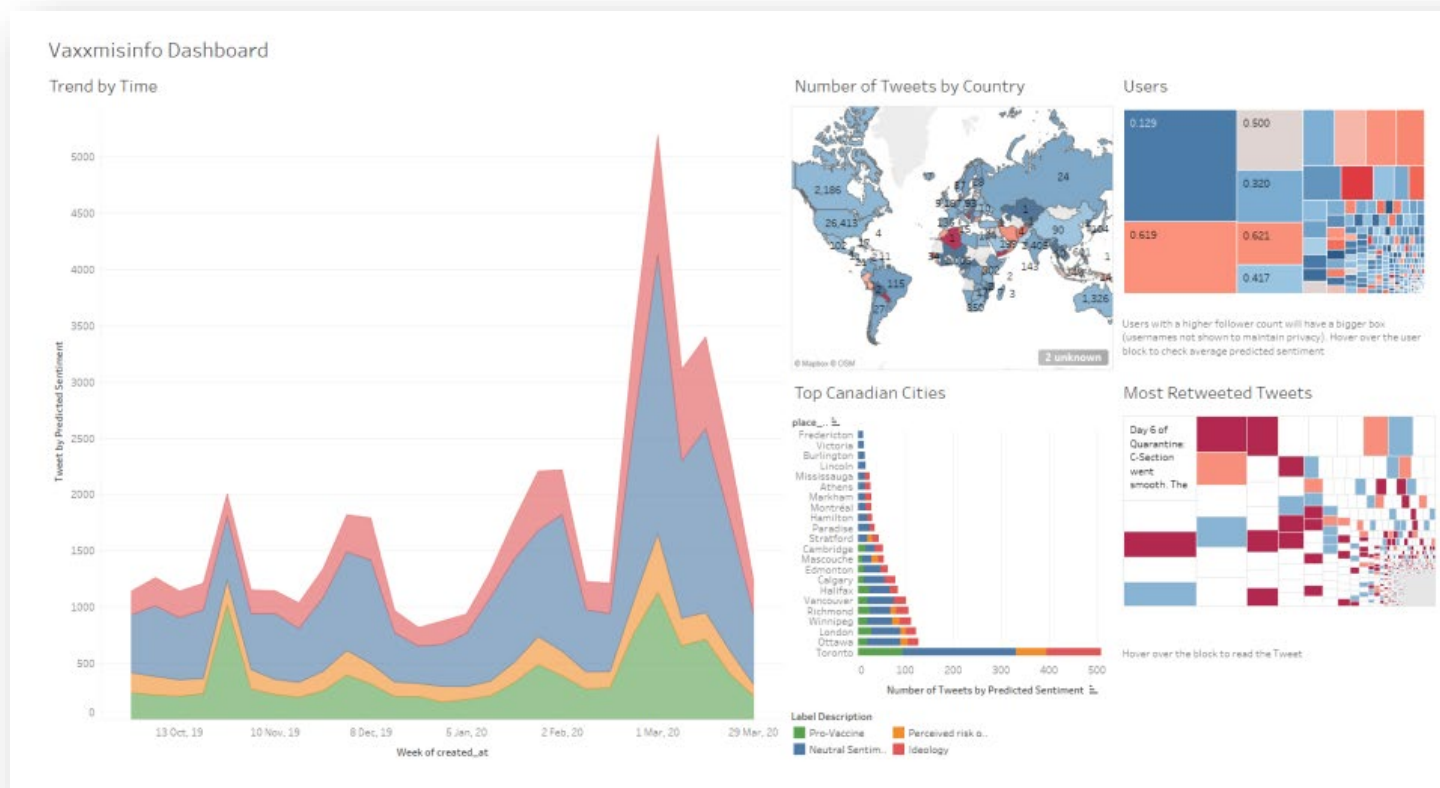 Vaxxmisinfo Dashboard
Trend by Time
Tweet by Predicted Sentiment
5000
4500
4000
3500
3000
2500
2000
1500
1000
500
0
13 Oct, 19
10 Nov, 19
8 Dec, 19
5 Jan, 20
2 Feb, 20
1 Mar, 20
29 Mar, 20
Week of created_at
Number of Tweets by Country
2,186
24
26,413
4
102
1
90
143
2
3
115
27
350
1,326
1
© Mapbox © OSM
2 unknown
Users
0.129
0.500
0.320
0.619
0.621
0.417
Users with a higher follower count will have a bigger box
(usernames not shown to maintain privacy). Hover over the user
block to check average predicted sentiment
Top Canadian Cities
place_..
Fredericton
Victoria
Burlington
Lincoln
Mississauga
Athens
Markham
Montréal
Hamilton
Paradise
Stratford
Cambridge
Mascouche
Edmonton
Calgary
Halifax
Vancouver
Richmond
Winnipeg
London
Ottawa
Toronto
0
100
200
300
400
500
Number of Tweets by Predicted Sentiment
Label Description
Pro-Vaccine
Perceived risk o..
Neutral Sentim..
Ideology
Most Retweeted Tweets
Day 6 of
Quarantine:
C-Section
went
smooth. The
Hover over the block to read the Tweet